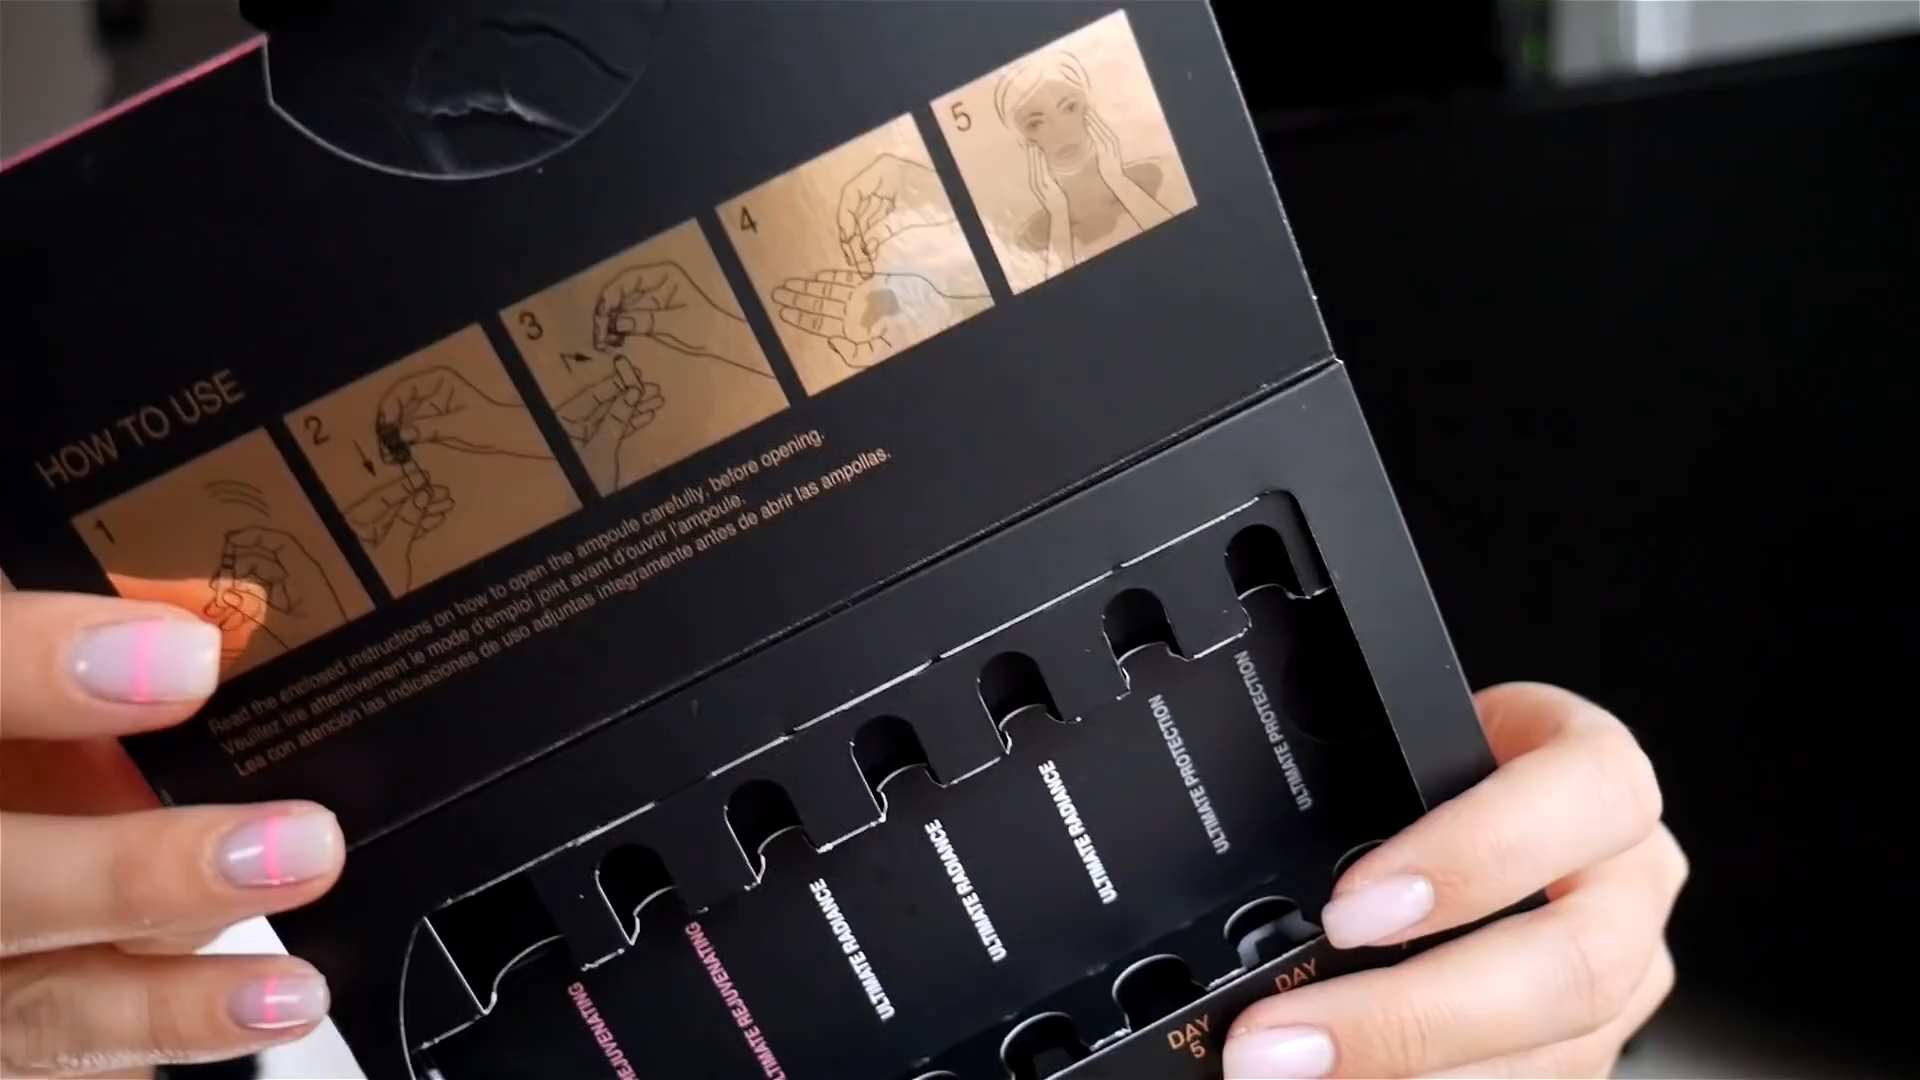 HOW TO USE
1
2
3
4
5
Read the enclosed instructions on how to open the ampoule carefully, before opening.
Veuillez lire attentivement le mode d'emploi joint avant d'ouvrir l'ampoule.
Lea con atención las indicaciones de uso adjuntas integramente antes de abrir las ampollas.
REJUVENATING
ULTIMATE REJUVENATING
ULTIMATE RADIANCE
ULTIMATE RADIANCE
ULTIMATE RADIANCE
ULTIMATE PROTECTION
ULTIMATE PROTECTION
DAY
5
DAY